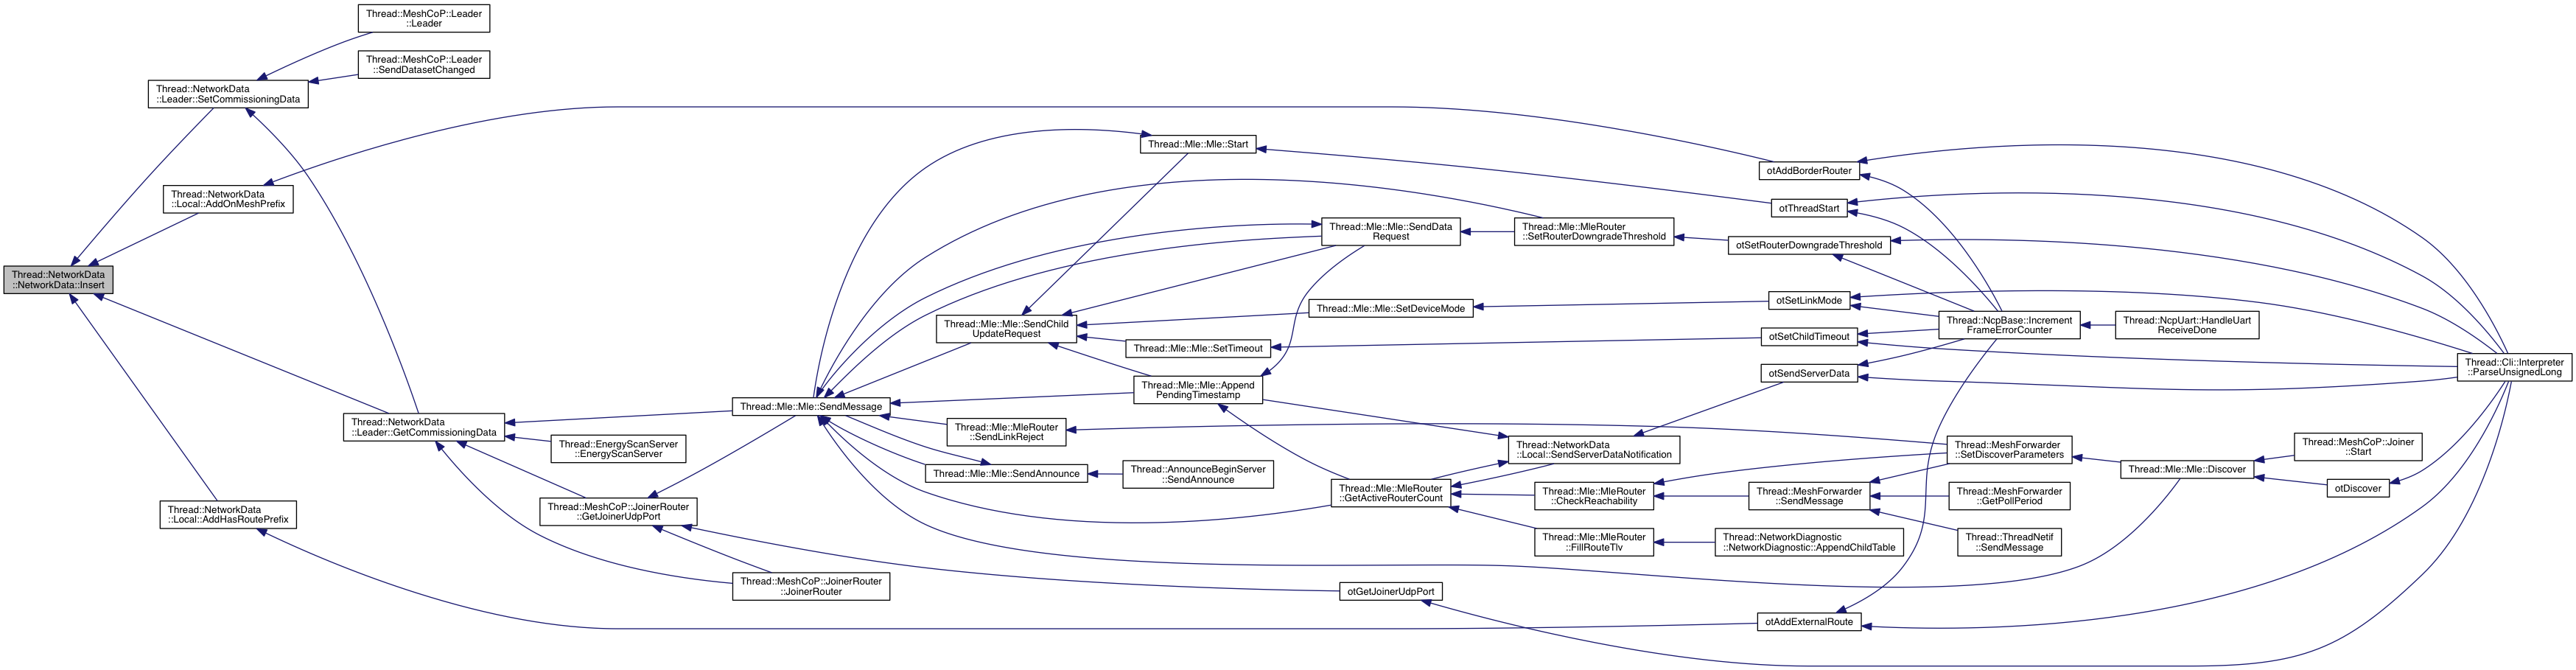 Thread::MeshCoP::Leader
::Leader
Thread::MeshCoP::Leader
::SendDatasetChanged
Thread::NetworkData
::Leader::SetCommissioningData
Thread::NetworkData
::Local::AddOnMeshPrefix
Thread::NetworkData
::NetworkData::Insert
Thread::NetworkData
::Leader::GetCommissioningData
Thread::NetworkData
::Local::AddHasRoutePrefix
Thread::EnergyScanServer
::EnergyScanServer
Thread::MeshCoP::JoinerRouter
::GetJoinerUdpPort
Thread::MeshCoP::JoinerRouter
::JoinerRouter
Thread::Mle::Mle::SendMessage
Thread::Mle::Mle::SendChild
UpdateRequest
Thread::Mle::MleRouter
::SendLinkReject
Thread::Mle::Mle::SendAnnounce
Thread::Mle::Mle::Start
Thread::Mle::Mle::SetTimeout
Thread::Mle::Mle::Append
PendingTimestamp
Thread::AnnounceBeginServer
::SendAnnounce
Thread::Mle::Mle::SendData
Request
Thread::Mle::Mle::SetDeviceMode
Thread::Mle::MleRouter
::GetActiveRouterCount
otGetJoinerUdpPort
Thread::Mle::MleRouter
::SetRouterDowngradeThreshold
Thread::NetworkData
::Local::SendServerDataNotification
Thread::Mle::MleRouter
::CheckReachability
Thread::Mle::MleRouter
::FillRouteTlv
otAddBorderRouter
otThreadStart
otSetRouterDowngradeThreshold
otSetLinkMode
otSetChildTimeout
otSendServerData
Thread::MeshForwarder
::SendMessage
Thread::NetworkDiagnostic
::NetworkDiagnostic::AppendChildTable
otAddExternalRoute
Thread::NcpBase::Increment
FrameErrorCounter
Thread::MeshForwarder
::SetDiscoverParameters
Thread::MeshForwarder
::GetPollPeriod
Thread::ThreadNetif
::SendMessage
Thread::NcpUart::HandleUart
ReceiveDone
Thread::Mle::Mle::Discover
Thread::MeshCoP::Joiner
::Start
otDiscover
Thread::Cli::Interpreter
::ParseUnsignedLong